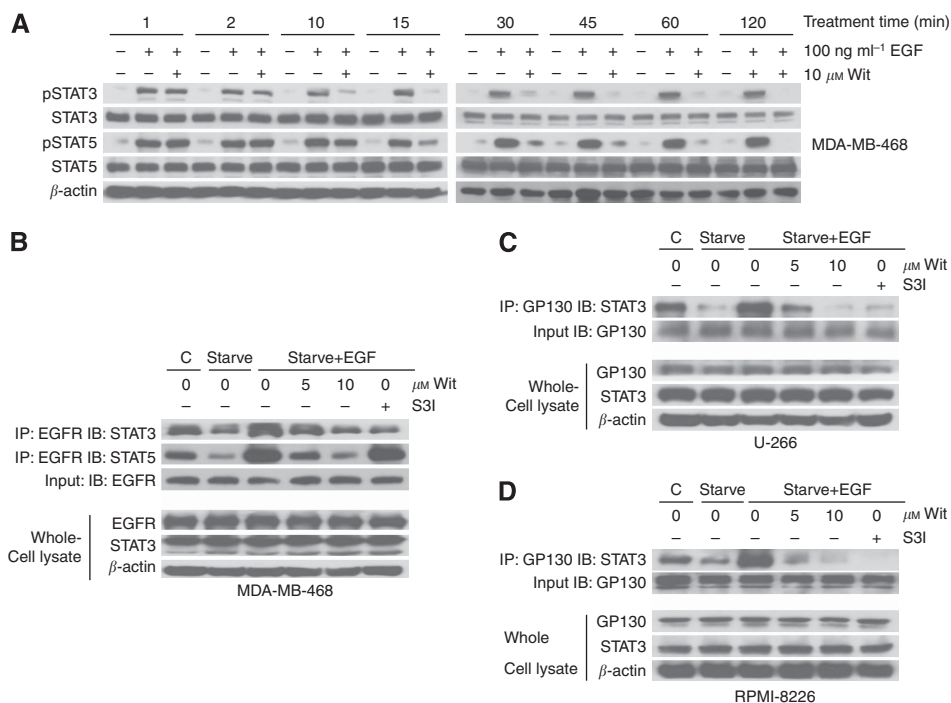 A
1 2 10 15 30 45 60 120 Treatment time (min)
– + + – + + – + + – + + – + + – + + – + + – + + 100 ng ml⁻¹ EGF
– – + – – + – – + – – + – – + – – + – – + – + + 10 μM Wit
pSTAT3
STAT3
pSTAT5
MDA-MB-468
STAT5
β-actin
B
C Starve Starve+EGF
0 0 0 5 10 0 μM Wit
– – – – – + S3I
IP: EGFR IB: STAT3
IP: EGFR IB: STAT5
Input: IB: EGFR
EGFR
Whole-
Cell lysate
STAT3
β-actin
MDA-MB-468
C
C Starve Starve+EGF
0 0 0 5 10 0 μM Wit
– – – – – + S3I
IP: GP130 IB: STAT3
Input IB: GP130
GP130
Whole-
Cell lysate
STAT3
β-actin
U-266
D
C Starve Starve+EGF
0 0 0 5 10 0 μM Wit
– – – – – + S3I
IP: GP130 IB: STAT3
Input IB: GP130
GP130
Whole
STAT3
Cell lysate
β-actin
RPMI-8226